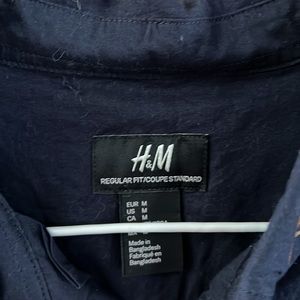 H&M
REGULAR FIT/COUPE STANDARD
EUR M
US M
CA M
Made in
Bangladesh
Fabriqué en
Bangladesh